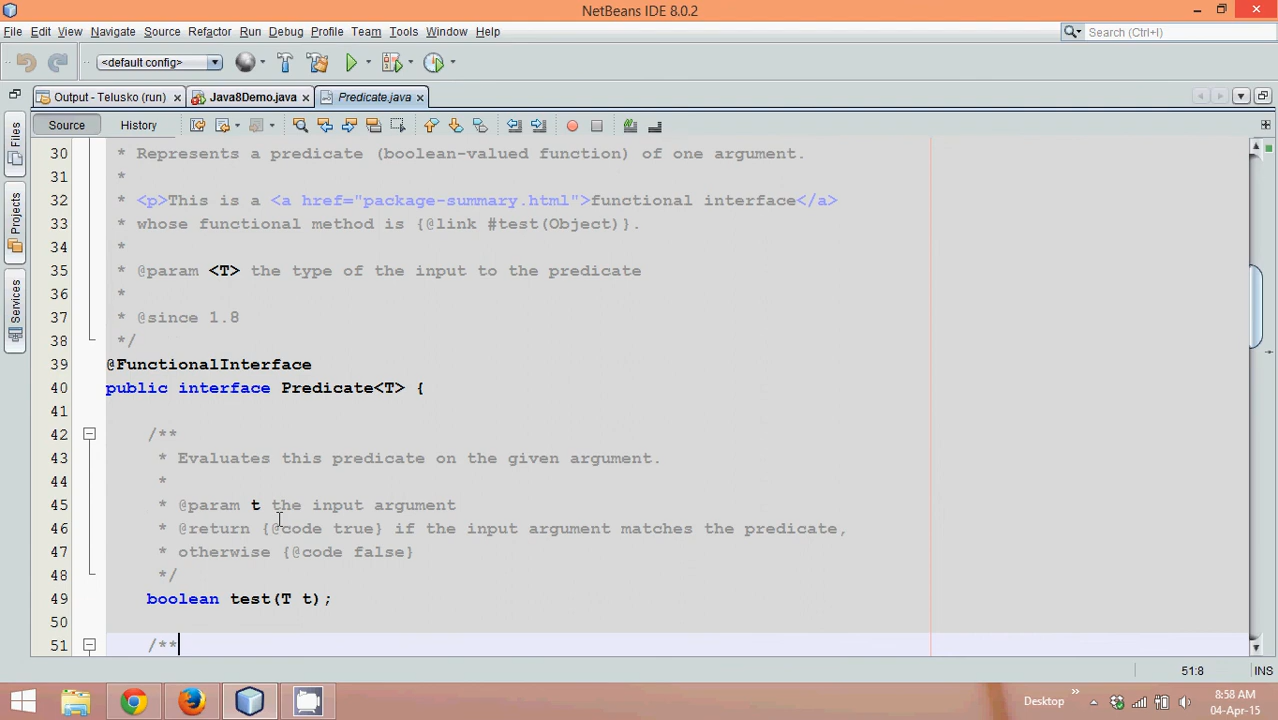 NetBeans IDE 8.0.2
File Edit View Navigate Source Refactor Run Debug Profile Team Tools Window Help
Search (Ctrl+I)
<default config>
Output - Telusko (run) Java8Demo.java Predicate.java
Source History
Files
Projects
Services
30 * Represents a predicate (boolean-valued function) of one argument.
31 *
32 * <p>This is a <a href="package-summary.html">functional interface</a>
33 * whose functional method is {@link #test(Object)}.
34 *
35 * @param <T> the type of the input to the predicate
36 *
37 * @since 1.8
38 */
39 @FunctionalInterface
40 public interface Predicate<T> {
41
42 /**
43 * Evaluates this predicate on the given argument.
44 *
45 * @param t the input argument
46 * @return {@code true} if the input argument matches the predicate,
47 * otherwise {@code false}
48 */
49 boolean test(T t);
50
51 /**
51:8 INS
Desktop
8:58 AM
04-Apr-15